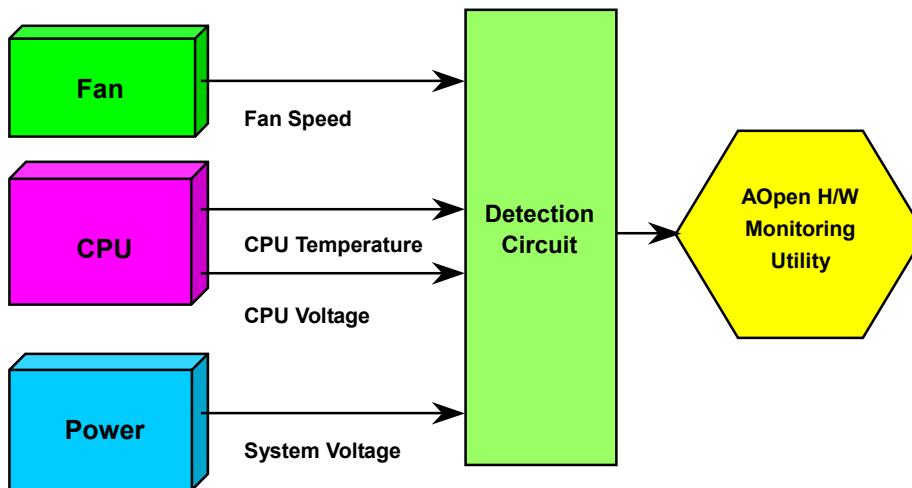 Fan
Fan Speed
CPU
CPU Temperature
CPU Voltage
Power
System Voltage
Detection
Circuit
AOpen H/W
Monitoring
Utility